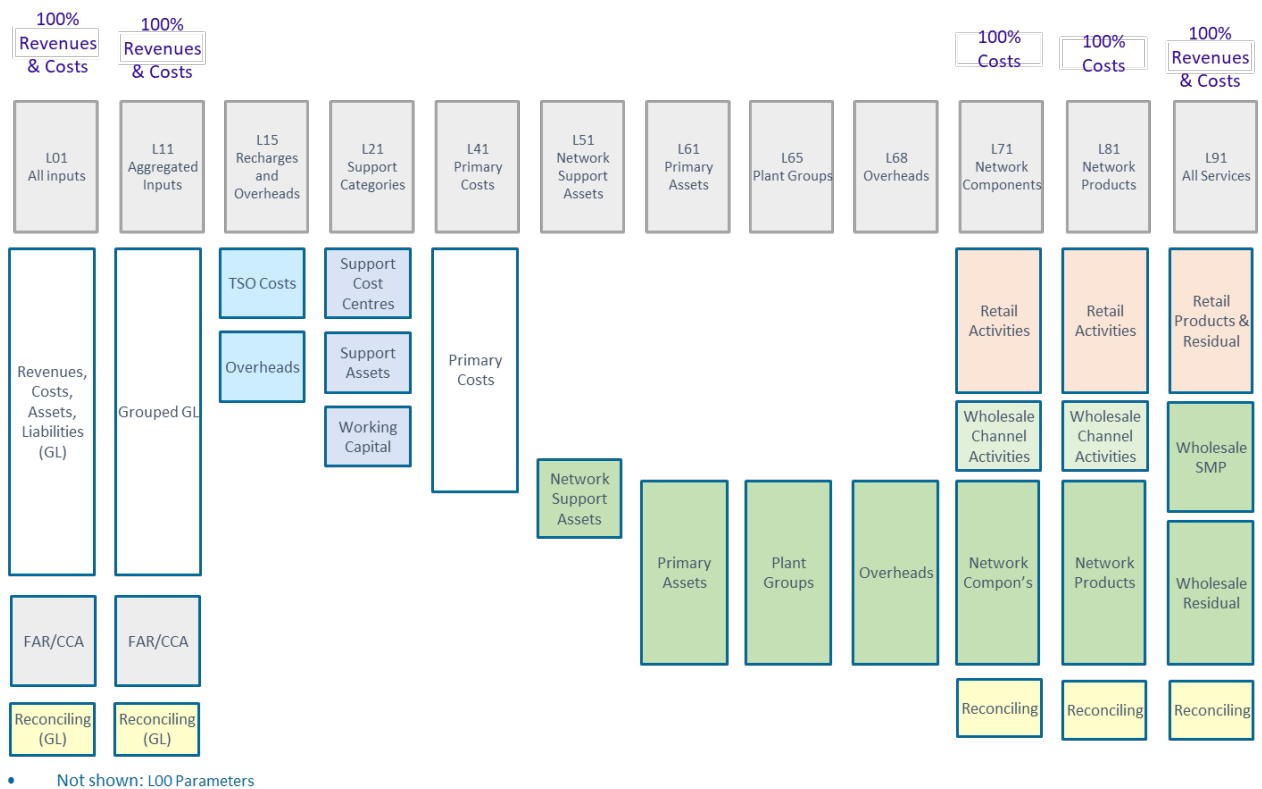 100%
Revenues
& Costs
100%
Revenues
& Costs
100%
Costs
100%
Costs
100%
Revenues
& Costs
L01
All inputs
L11
Aggregated
Inputs
L15
Recharges
and
Overheads
L21
Support
Categories
L41
Primary
Costs
L51
Network
Support
Assets
L61
Primary
Assets
L65
Plant Groups
L68
Overheads
L71
Network
Components
L81
Network
Products
L91
All Services
Revenues,
Costs,
Assets,
Liabilities
(GL)
FAR/CCA
Reconciling
(GL)
Grouped GL
FAR/CCA
Reconciling
(GL)
TSO Costs
Overheads
Support
Cost
Centres
Support
Assets
Working
Capital
Primary
Costs
Network
Support
Assets
Primary
Assets
Plant
Groups
Overheads
Retail
Activities
Wholesale
Channel
Activities
Network
Compon's
Reconciling
Retail
Activities
Wholesale
Channel
Activities
Network
Products
Reconciling
Retail
Products &
Residual
Wholesale
SMP
Wholesale
Residual
Reconciling
• Not shown: L00 Parameters